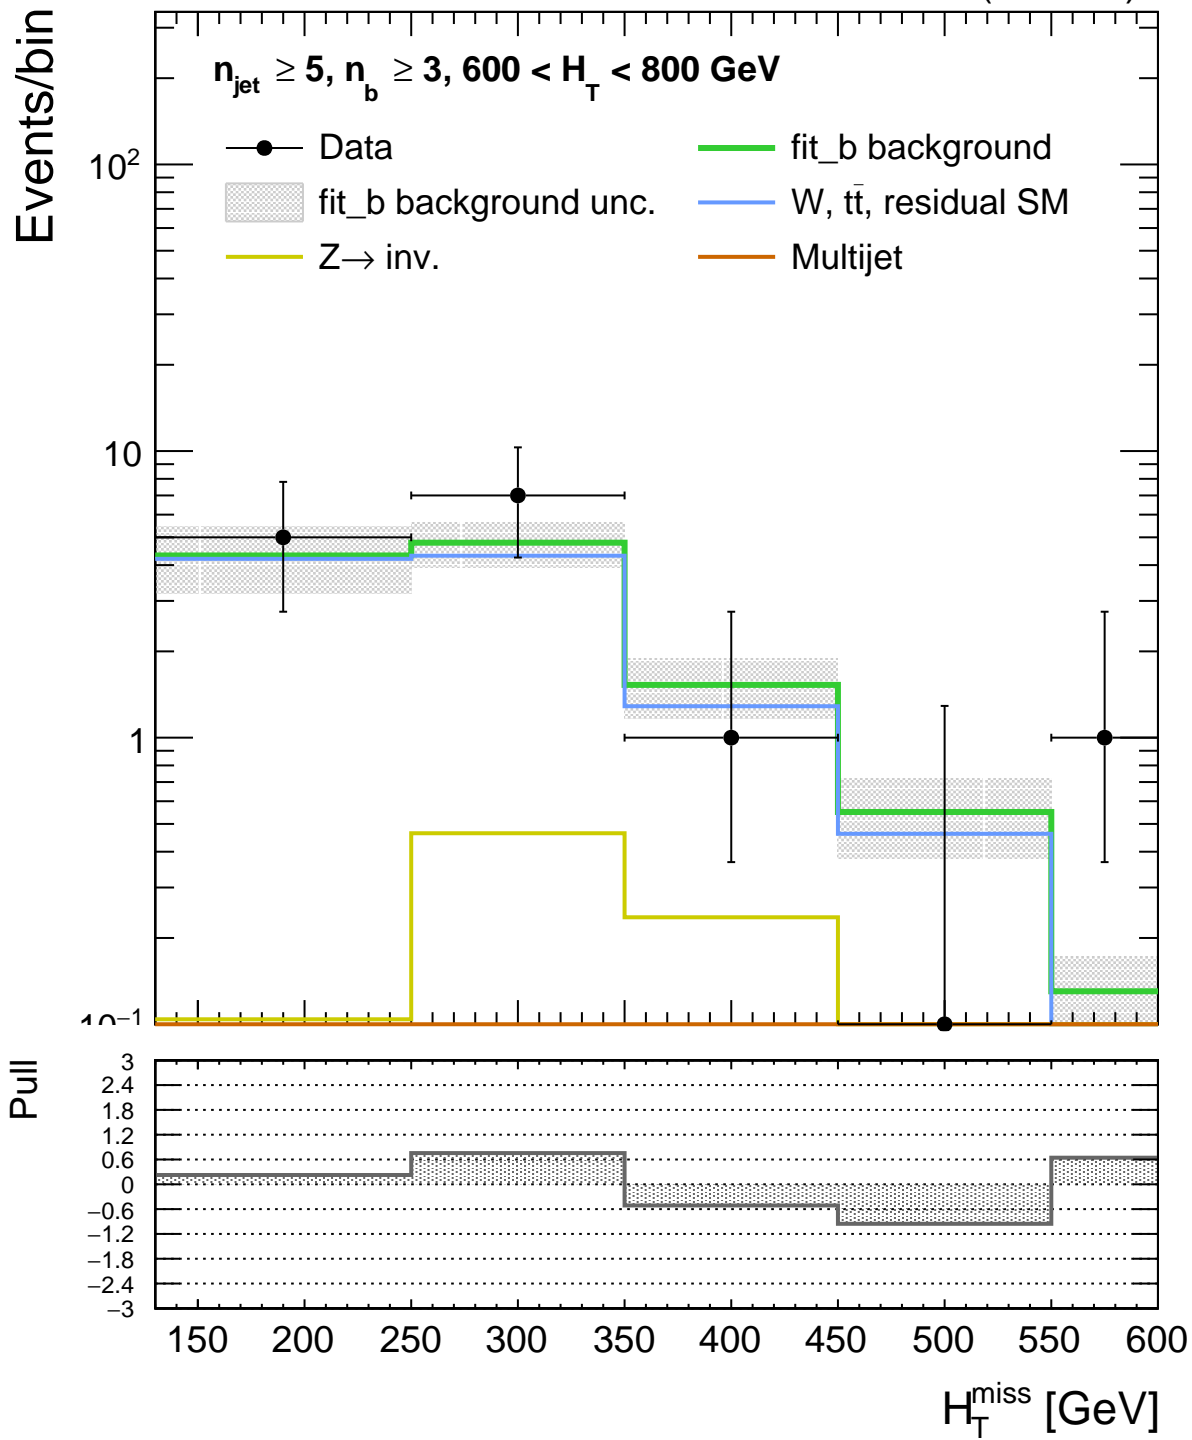 n_jet ≥ 5, n_b ≥ 3, 600 < H_T < 800 GeV
Data
fit_b background
fit_b background unc.
W, tt̄, residual SM
Z→ inv.
Multijet
Events/bin
10²
10
1
10⁻¹
Pull
3
2.4
1.8
1.2
0.6
0
−0.6
−1.2
−1.8
−2.4
−3
150 200 250 300 350 400 450 500 550 600
H_T^miss [GeV]